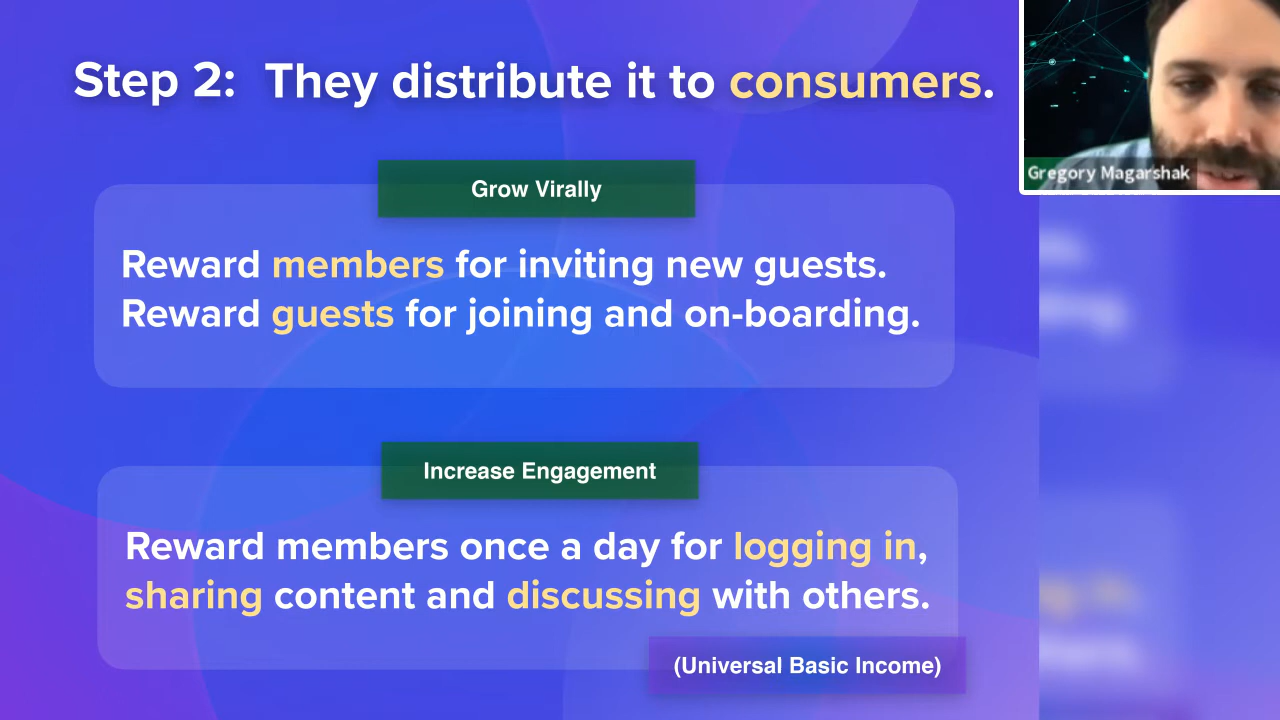 Step 2: They distribute it to consumers.
Gregory Magarshak
Grow Virally
Reward members for inviting new guests.
Reward guests for joining and on-boarding.
Increase Engagement
Reward members once a day for logging in,
sharing content and discussing with others.
(Universal Basic Income)